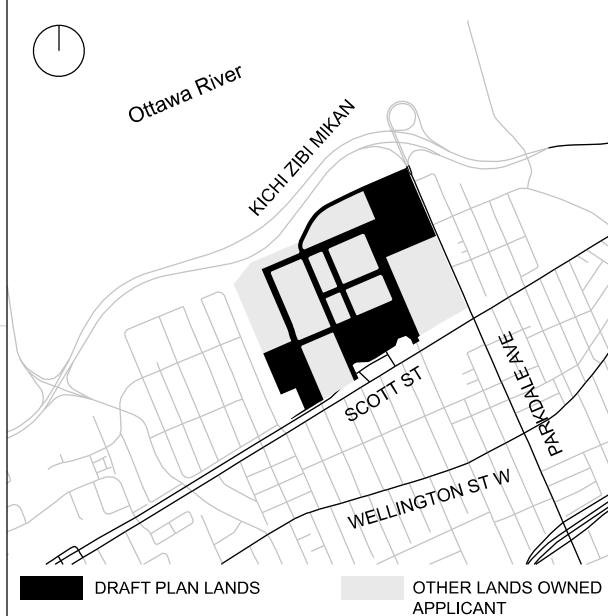 Ottawa River
KICHI ZIBI MIKAN
SCOTT ST
PARKDALE AVE
WELLINGTON ST W
DRAFT PLAN LANDS
OTHER LANDS OWNED
APPLICANT